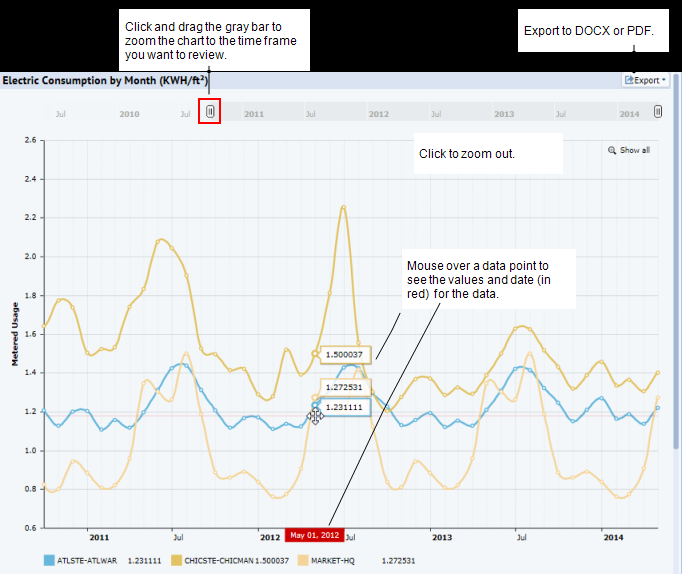 Click and drag the gray bar to
zoom the chart to the time frame
you want to review.
Export to DOCX or PDF.
Electric Consumption by Month (KWH/ft²)
Export
Jul 2010 Jul 2011 Jul 2012 Jul 2013 Jul 2014
2.6
Click to zoom out.
Show all
2.4
2.2
2.0
Mouse over a data point to
see the values and date (in
red) for the data.
1.8
1.6
1.500037
1.4
1.272531
1.231111
1.2
1.0
0.8
0.6
Metered Usage
2011 Jul 2012 May 01, 2012 Jul 2013 Jul 2014
ATLSTE-ATLWAR 1.231111 CHICSTE-CHICMAN 1.500037 MARKET-HQ 1.272531